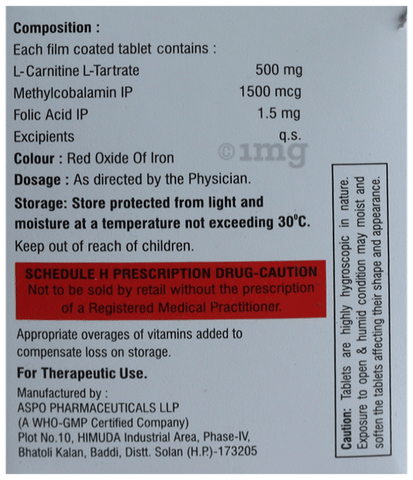 Composition :
Each film coated tablet contains :
L-Carnitine L-Tartrate 500 mg
Methylcobalamin IP 1500 mcg
Folic Acid IP 1.5 mg
Excipients q.s.
©1mg
Colour : Red Oxide Of Iron
Dosage : As directed by the Physician.
Storage: Store protected from light and
moisture at a temperature not exceeding 30°C.
Keep out of reach of children.
SCHEDULE H PRESCRIPTION DRUG-CAUTION
Not to be sold by retail without the prescription
of a Registered Medical Practitioner.
Appropriate overages of vitamins added to
compensate loss on storage.
For Therapeutic Use.
Manufactured by :
ASPO PHARMACEUTICALS LLP
(A WHO-GMP Certified Company)
Plot No.10, HIMUDA Industrial Area, Phase-IV,
Bhatoli Kalan, Baddi, Distt. Solan (H.P.)-173205
Caution: Tablets are highly hygroscopic in nature.
Exposure to open & humid condition may moist and
soften the tablets affecting their shape and appearance.